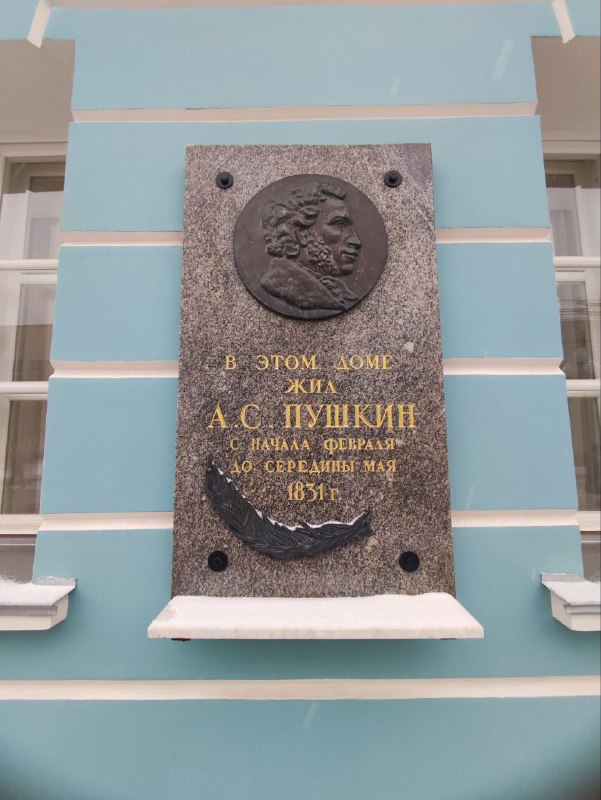 В ЭТОМ ДОМЕ
ЖИЛ
А.С. ПУШКИН
С НАЧАЛА ФЕВРАЛЯ
ДО СЕРЕДИНЫ МАЯ
1831 г.